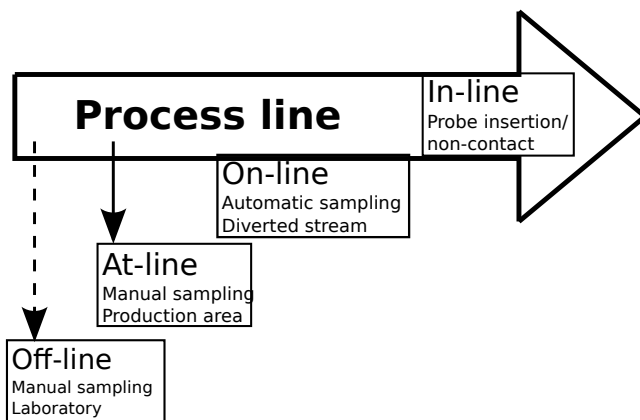 Process line
In-line
Probe insertion/
non-contact
On-line
Automatic sampling
Diverted stream
At-line
Manual sampling
Production area
Off-line
Manual sampling
Laboratory